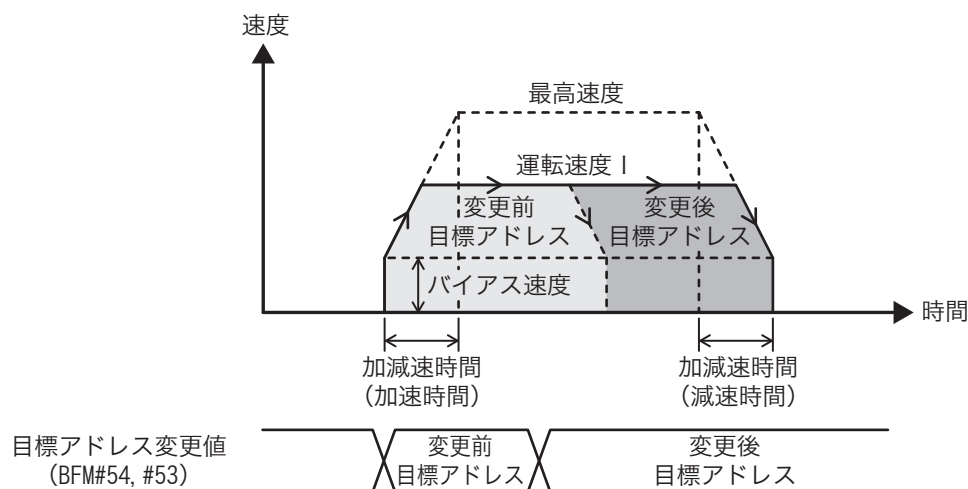 速度
最高速度
運転速度Ⅰ
変更前
目標アドレス
変更後
目標アドレス
バイアス速度
時間
加減速時間
(加速時間)
加減速時間
(減速時間)
目標アドレス変更値
(BFM#54, #53)
変更前
目標アドレス
変更後
目標アドレス